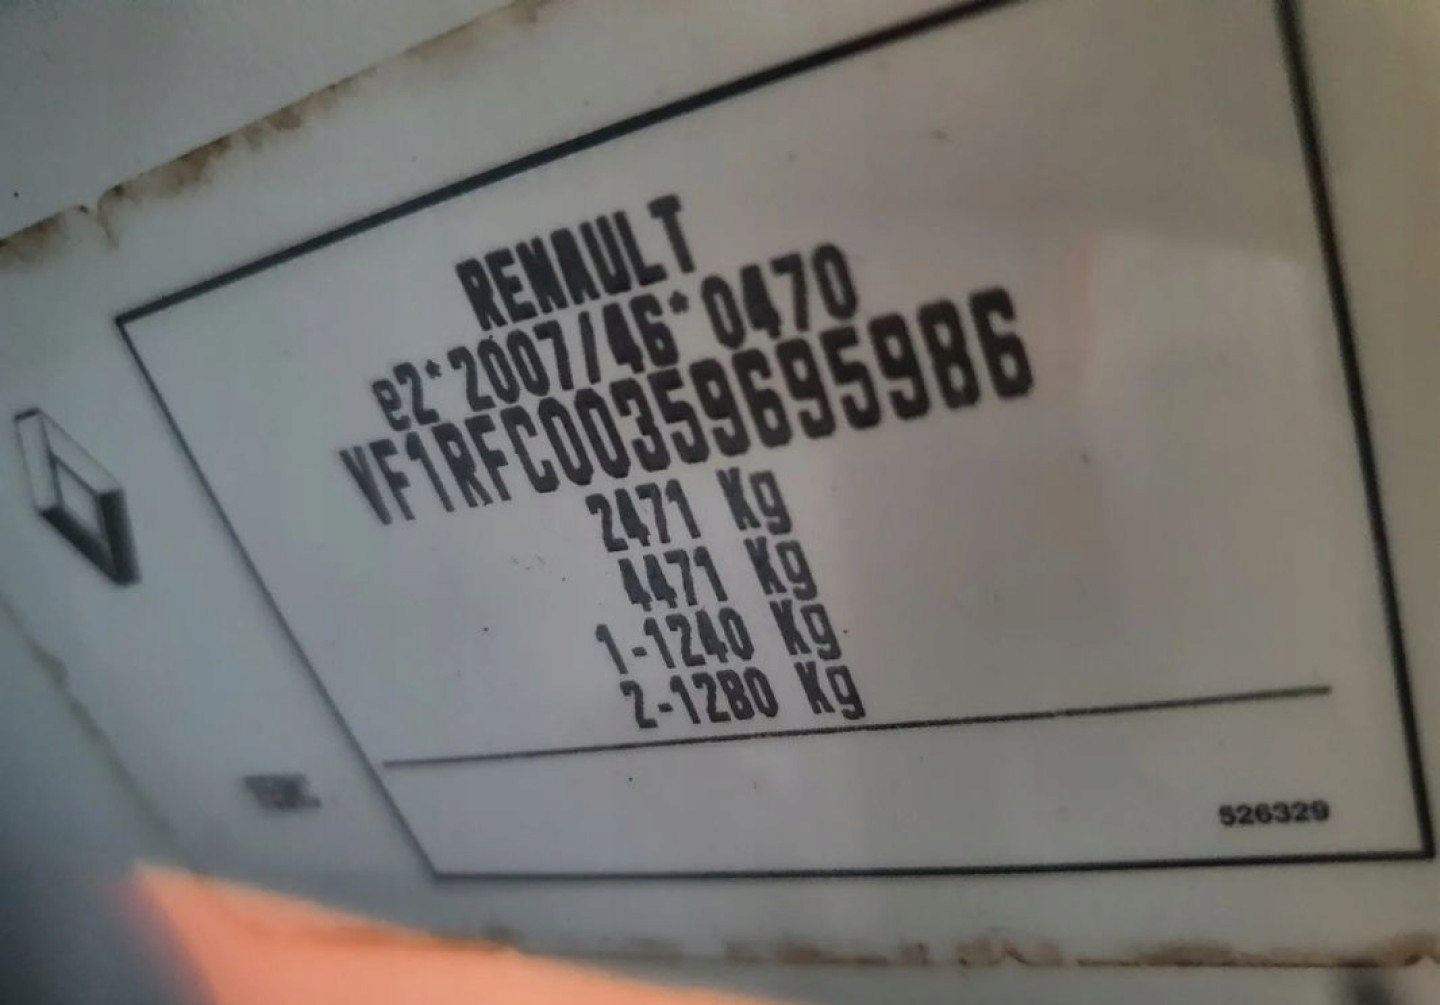 RENAULT
e2*2007/46*0470
VF1RFC00359695986
2471 Kg
4471 Kg
1-1240 Kg
2-1280 Kg
526329